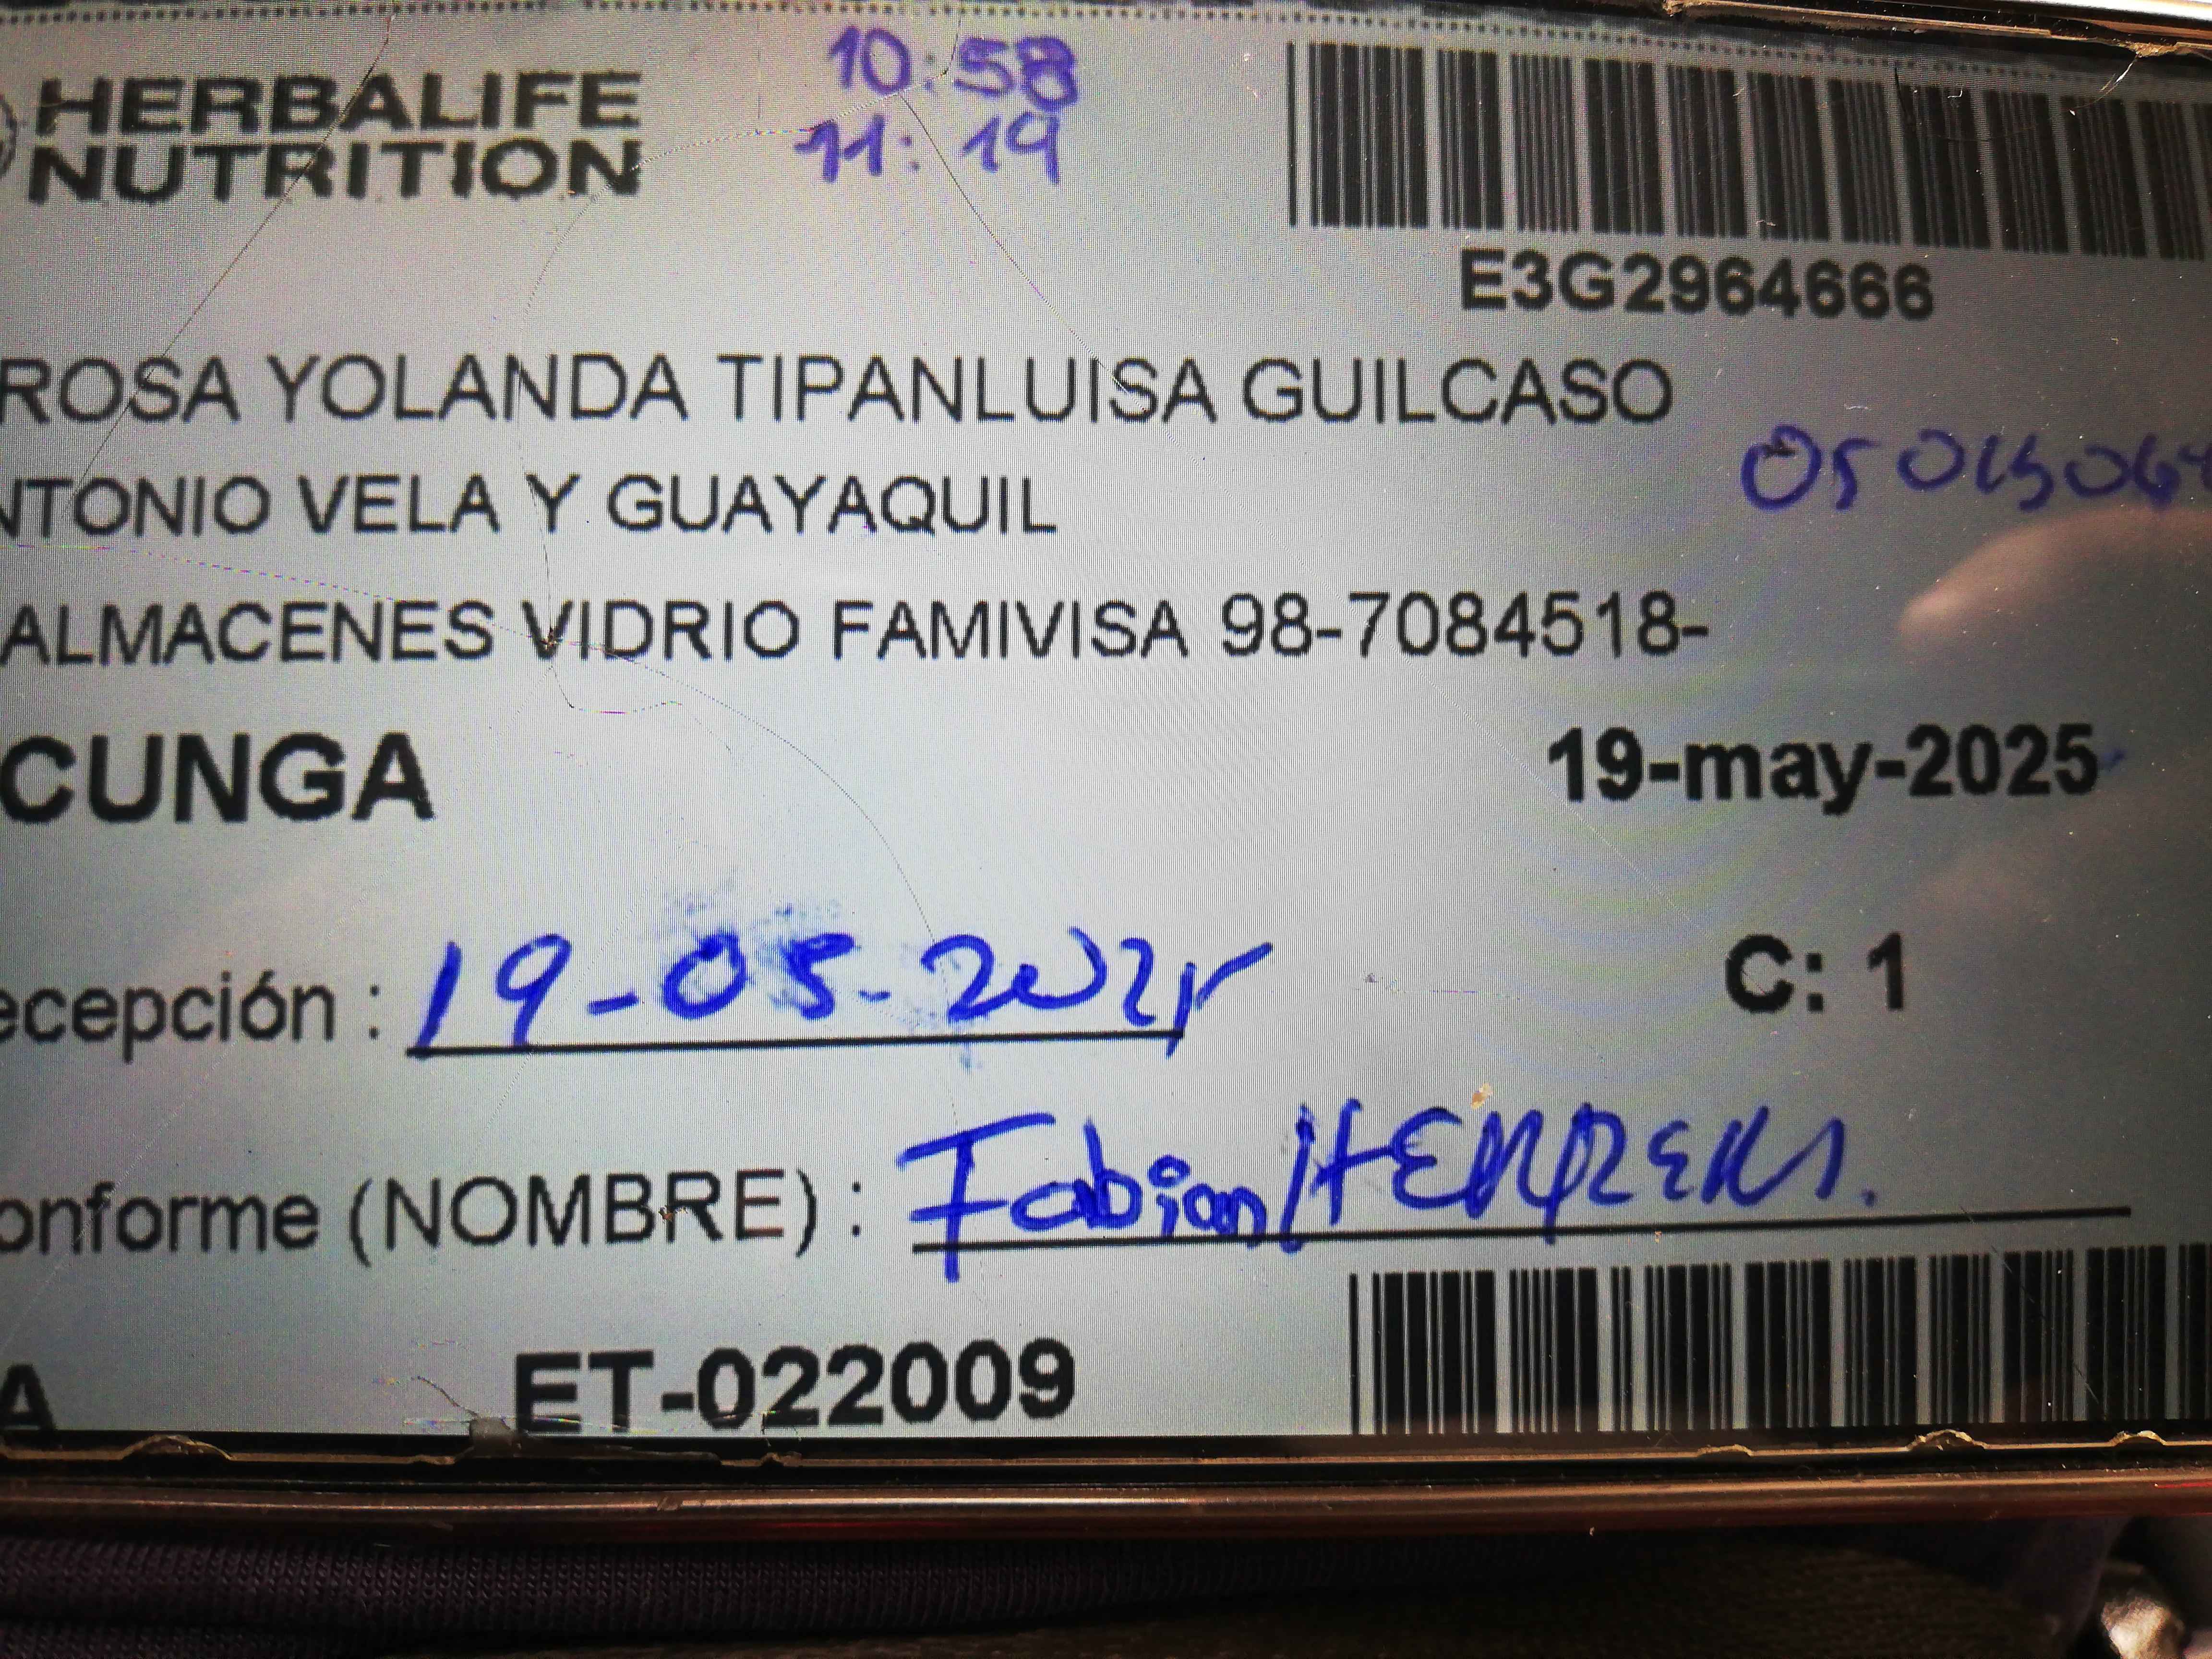 HERBALIFE
NUTRITION
10:58
11:19
E3G2964666
ROSA YOLANDA TIPANLUISA GUILCASO
NTONIO VELA Y GUAYAQUIL
ALMACENES VIDRIO FAMIVISA 98-7084518-
CUNGA
19-may-2025
ecepción : 19-05-2025
C: 1
onforme (NOMBRE) : Fabian HERRERA.
A
ET-022009